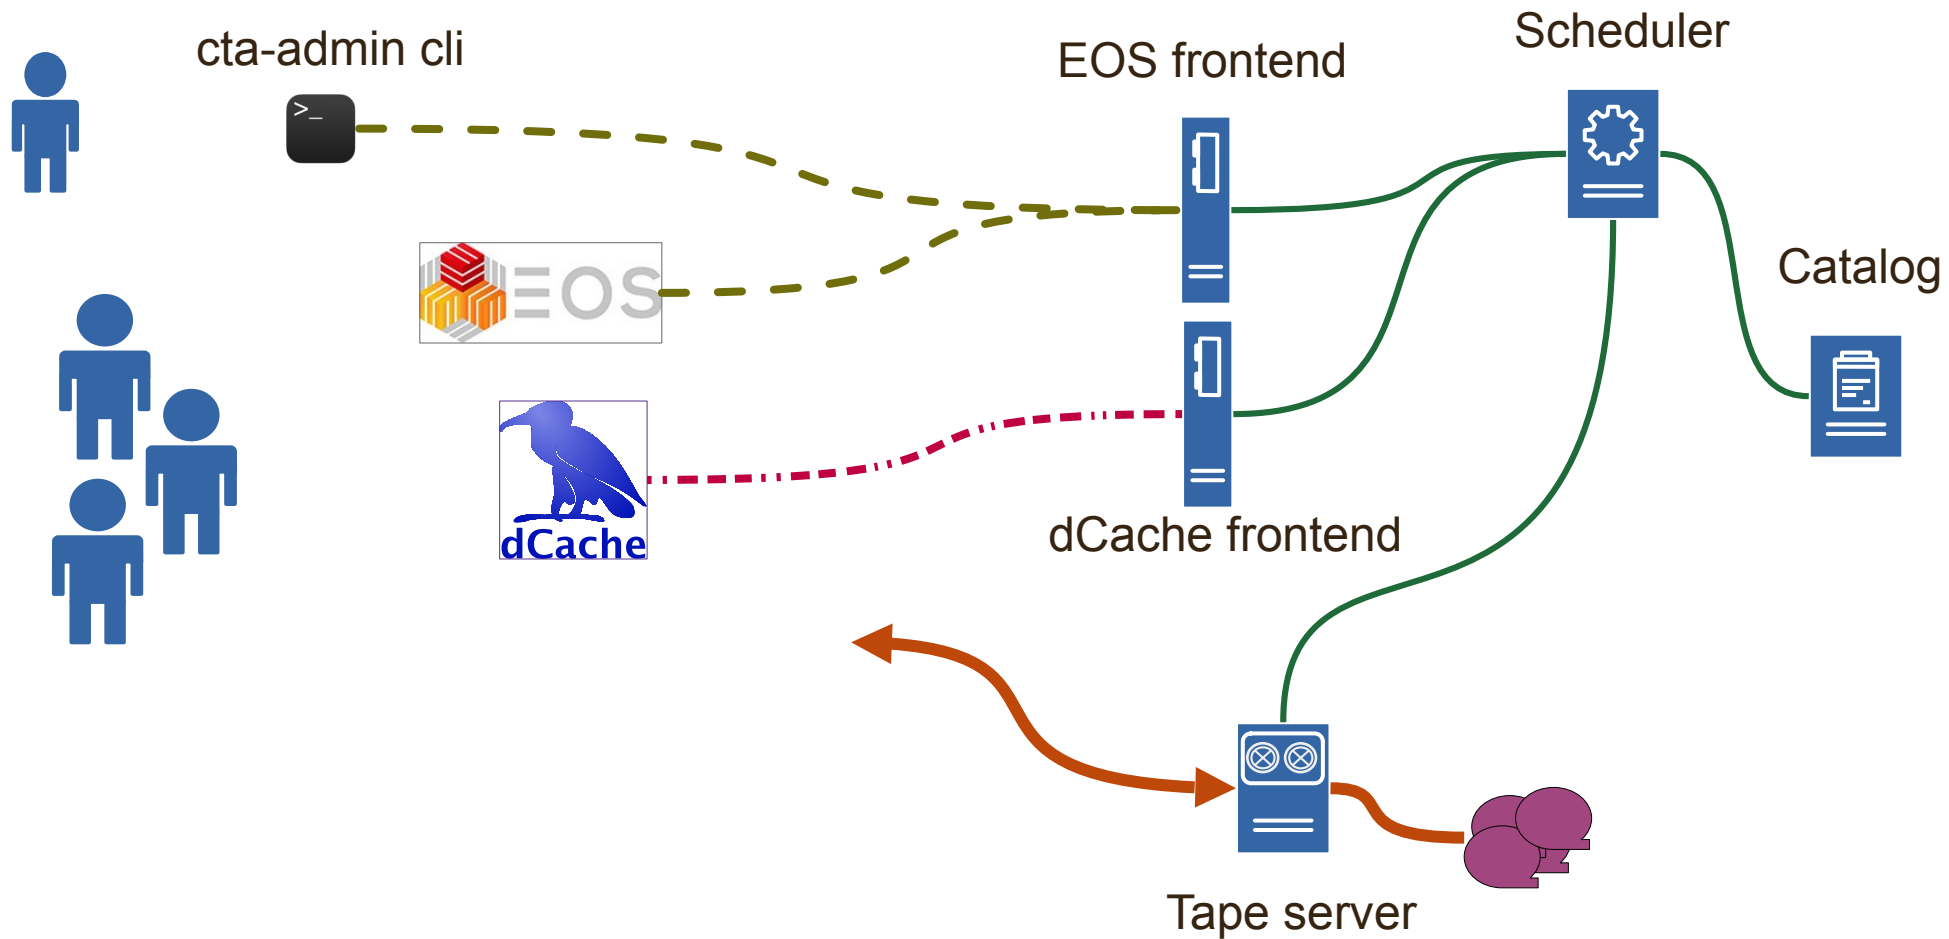 Scheduler
cta-admin cli
EOS frontend
>_
Catalog
EOS
dCache
dCache frontend
Tape server